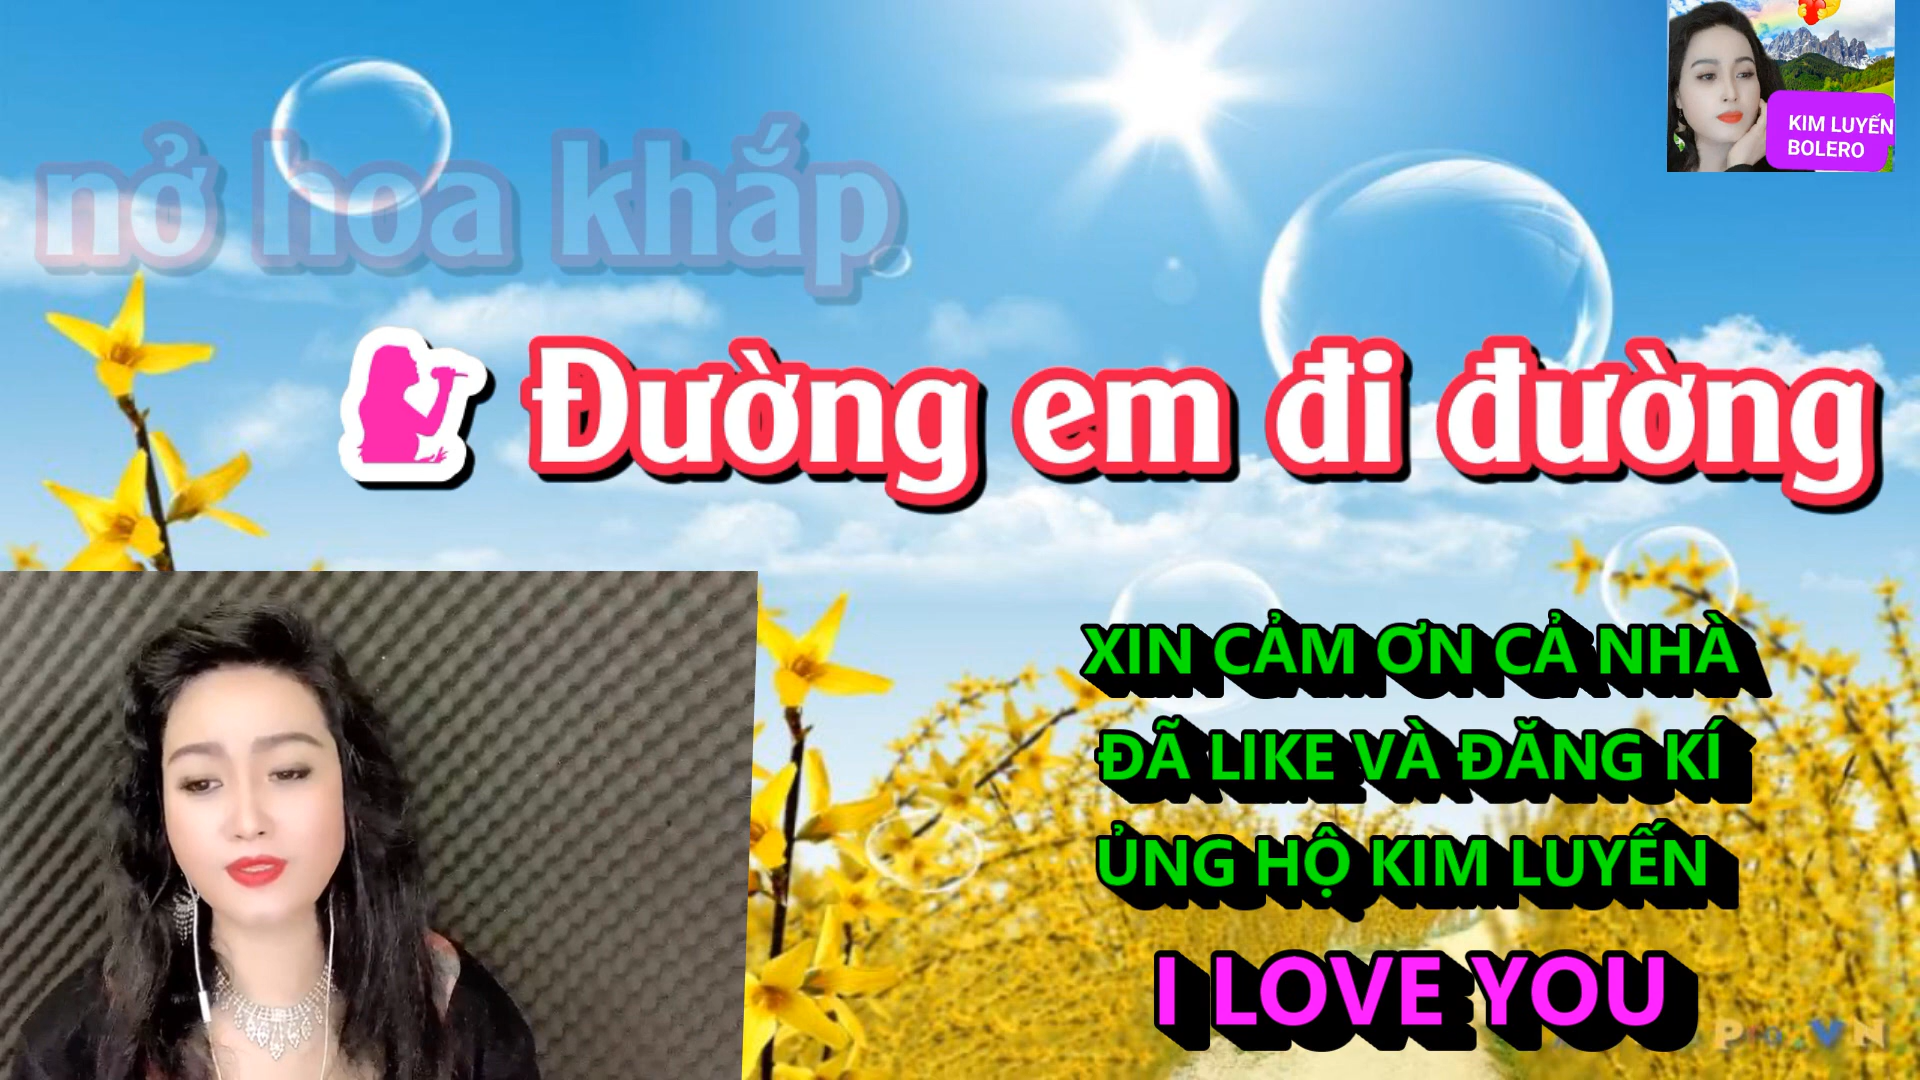 KIM LUYẾN
BOLERO
nở hoa khắp
Đường em đi đường
XIN CẢM ƠN CẢ NHÀ
ĐÃ LIKE VÀ ĐĂNG KÍ
ỦNG HỘ KIM LUYẾN
I LOVE YOU